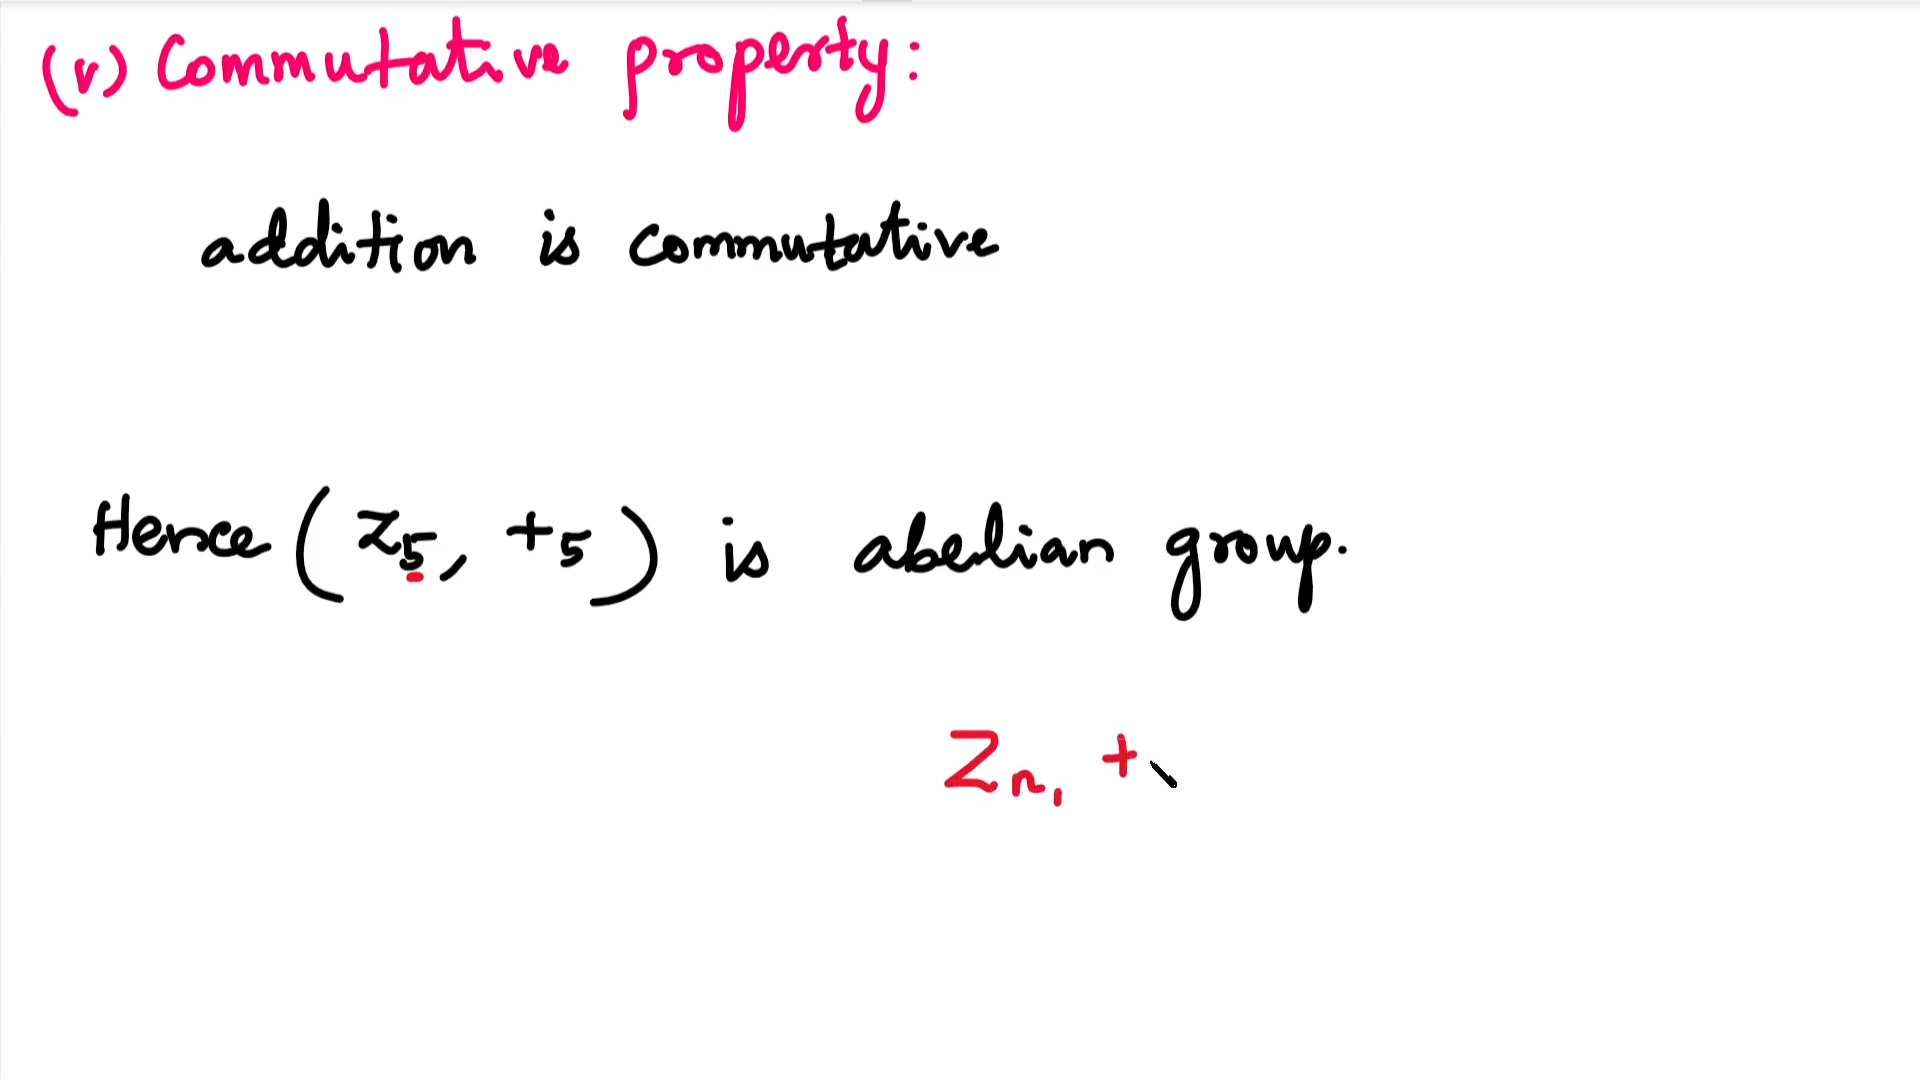 (v) Commutative property:
addition is commutative
Hence (Z₅, +₅) is abelian group.
Zₙ, +